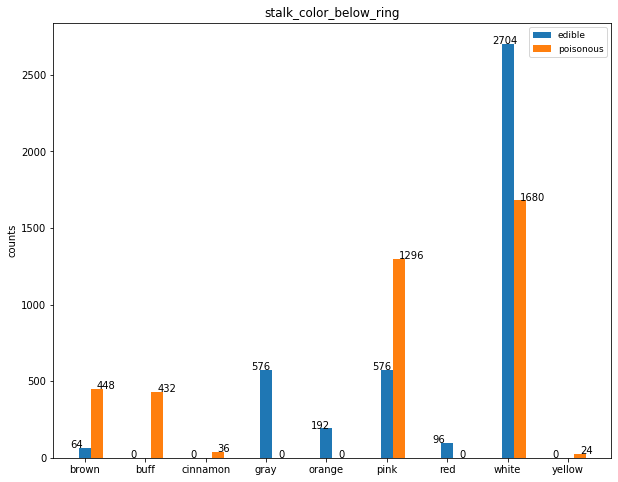 stalk_color_below_ring
edible
poisonous
counts
2500
2000
1500
1000
500
0
64
448
0
432
0
36
576
0
192
0
576
1296
96
0
2704
1680
0
24
brown
buff
cinnamon
gray
orange
pink
red
white
yellow